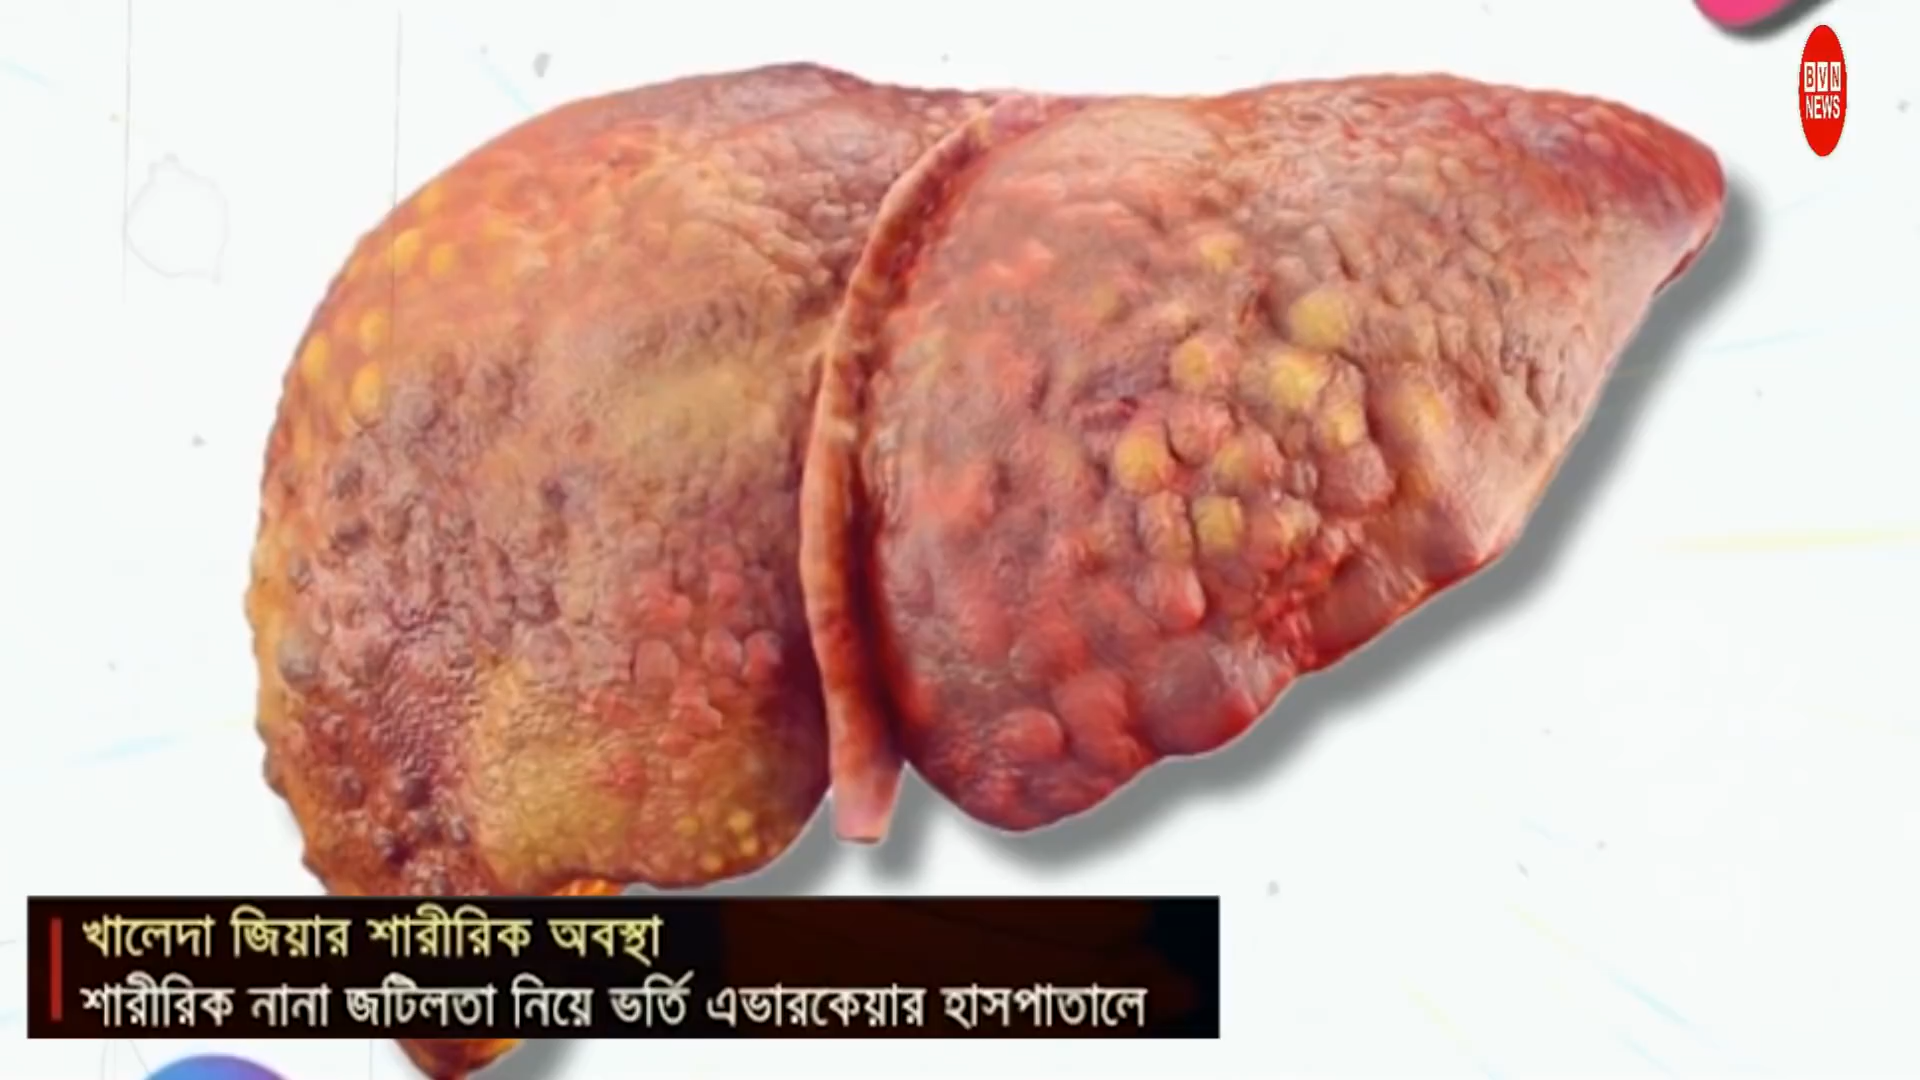 BVN
NEWS
খালেদা জিয়ার শারীরিক অবস্থা
শারীরিক নানা জটিলতা নিয়ে ভর্তি এভারকেয়ার হাসপাতালে